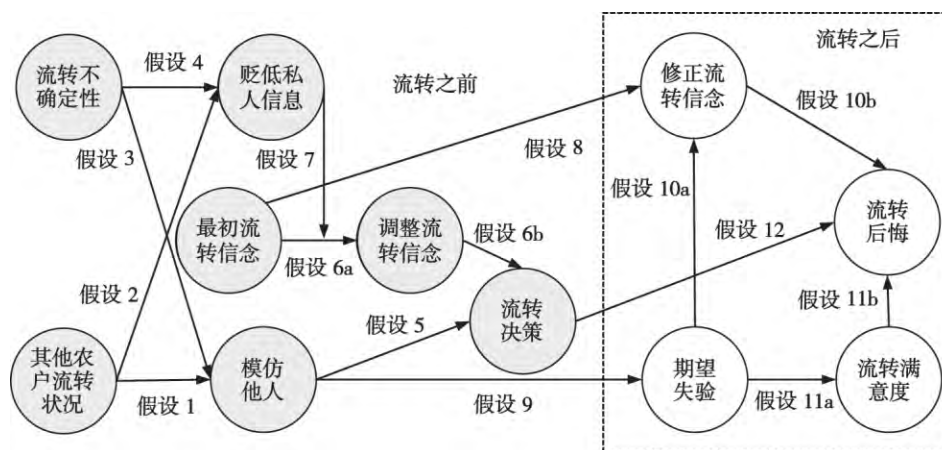 流转之后
流转之前
流转不
确定性
假设 4
贬低私
人信息
修正流
转信念
假设 10b
假设 3
假设 7
假设 8
假设 10a
最初流
转信念
假设 6a
调整流
转信念
假设 6b
假设 12
流转
后悔
假设 2
假设 5
流转
决策
假设 11b
其他农
户流转
状况
假设 1
模仿
他人
假设 9
期望
失验
假设 11a
流转满
意度